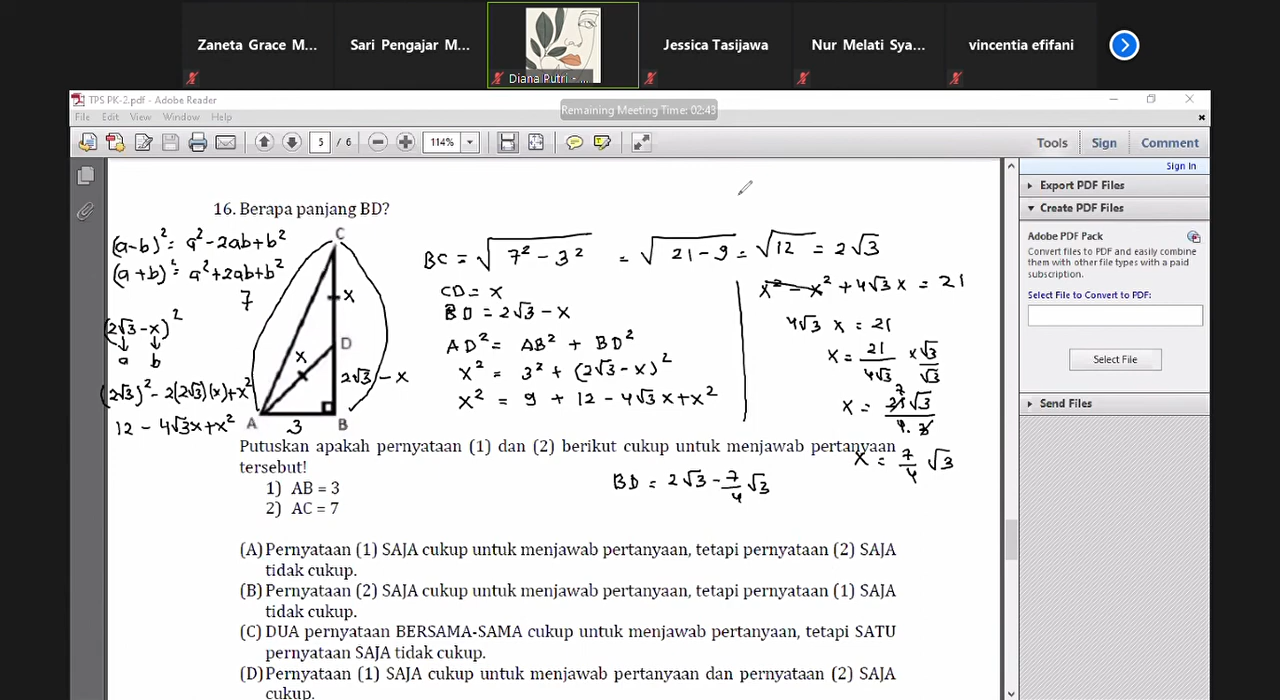 Zaneta Grace M...
Sari Pengajar M...
Diana Putri - ...
Jessica Tasijawa
Nur Melati Sya...
vincentia efifani
TPS PK-2.pdf - Adobe Reader
Remaining Meeting Time: 02:43
File Edit View Window Help
5 / 6
114%
Tools Sign Comment
Sign In
Export PDF Files
Create PDF Files
Adobe PDF Pack
Convert files to PDF and easily combine
them with other file types with a paid
subscription.
Select File to Convert to PDF:
Select File
Send Files
16. Berapa panjang BD?
(a-b)² = a² - 2ab + b²
(a+b)² = a² + 2ab + b²
(2√3 - x)²
a b
(2√3)² - 2(2√3)(x) + x²
12 - 4√3x + x²
C
7
x
D
x
2√3 - x
A
3
B
BC = √7² - 3² = √21 - 9 = √12 = 2√3
CD = x
BD = 2√3 - x
AD² = AB² + BD²
x² = 3² + (2√3 - x)²
x² = 9 + 12 - 4√3x + x²
x² - x² + 4√3x = 21
4√3 x = 21
x = 21/4√3 × √3/√3
x = 21√3/4.3 7
x = 7/4 √3
BD = 2√3 - 7/4 √3
Putuskan apakah pernyataan (1) dan (2) berikut cukup untuk menjawab pertanyaan
tersebut!
1) AB = 3
2) AC = 7
(A) Pernyataan (1) SAJA cukup untuk menjawab pertanyaan, tetapi pernyataan (2) SAJA
tidak cukup.
(B) Pernyataan (2) SAJA cukup untuk menjawab pertanyaan, tetapi pernyataan (1) SAJA
tidak cukup.
(C) DUA pernyataan BERSAMA-SAMA cukup untuk menjawab pertanyaan, tetapi SATU
pernyataan SAJA tidak cukup.
(D) Pernyataan (1) SAJA cukup untuk menjawab pertanyaan dan pernyataan (2) SAJA
cukup.